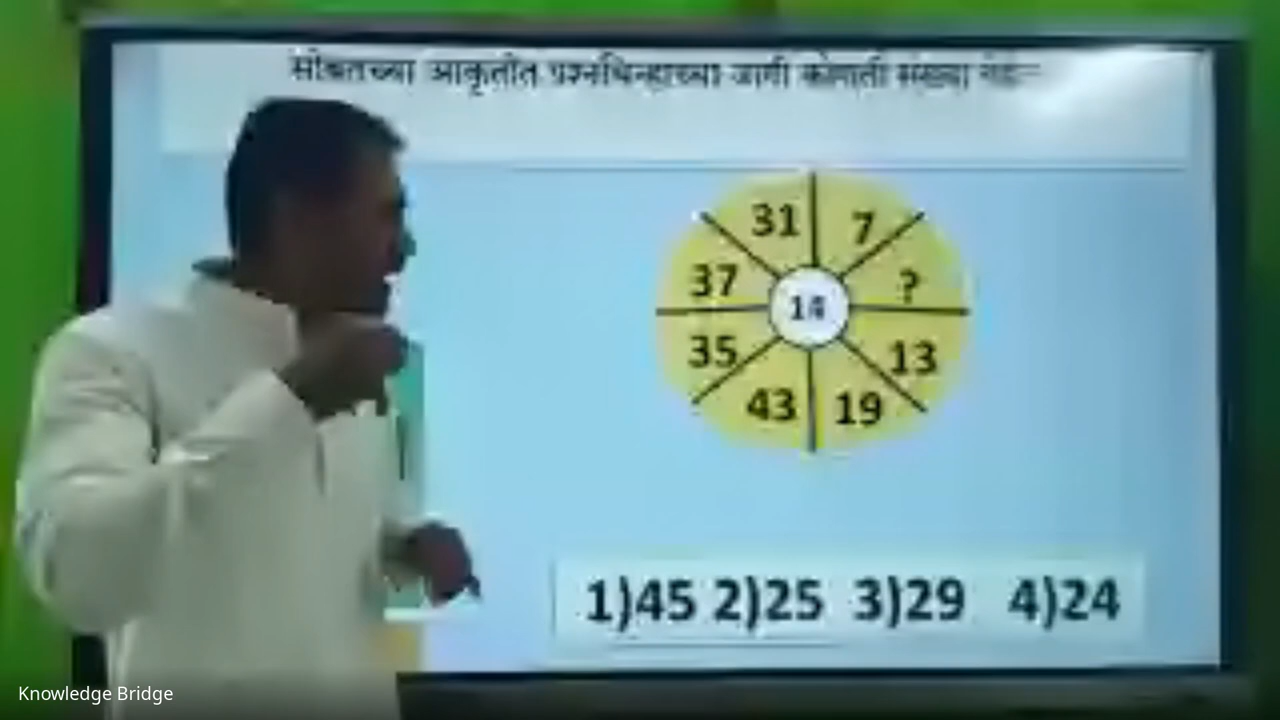 सोबतच्या आकृतीत प्रश्नचिन्हाच्या जागी कोणती संख्या
31 7
37 ?
35 13
43 19
1)45 2)25 3)29 4)24
Knowledge Bridge